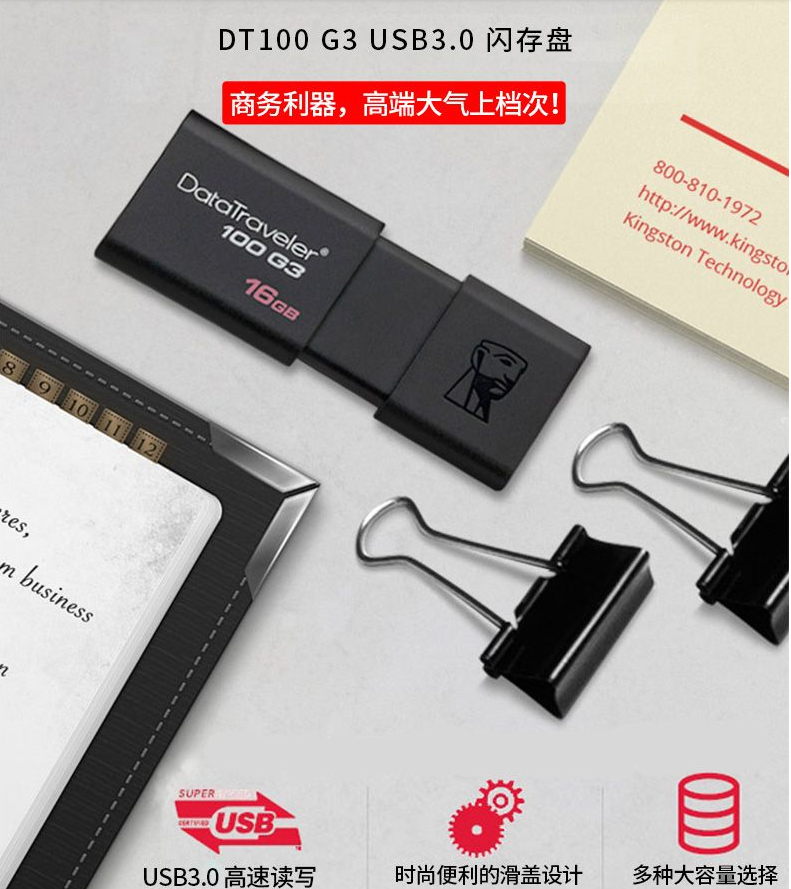 DT100 G3 USB3.0 闪存盘
商务利器，高端大气上档次！
DataTraveler®
100 G3
16GB
800-810-1972
http://www.kingsto
Kingston Technology
8
9
10
11
12
res,
m business
n
SUPERSPEED
CERTIFIED USB
USB3.0 高速读写
时尚便利的滑盖设计
多种大容量选择